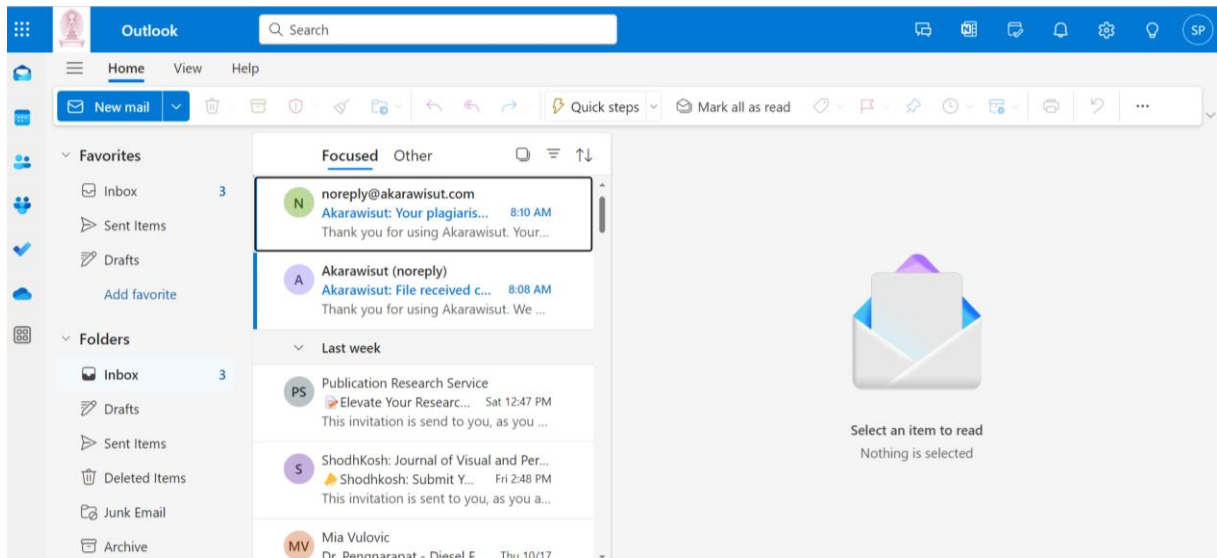 Outlook
Search
SP
Home View Help
New mail
Quick steps
Mark all as read
...
Favorites
Inbox 3
Sent Items
Drafts
Add favorite
Folders
Inbox 3
Drafts
Sent Items
Deleted Items
Junk Email
Archive
Focused Other
N
noreply@akarawisut.com
Akarawisut: Your plagiaris... 8:10 AM
Thank you for using Akarawisut. Your...
A
Akarawisut (noreply)
Akarawisut: File received c... 8:08 AM
Thank you for using Akarawisut. We ...
Last week
PS
Publication Research Service
📝Elevate Your Researc... Sat 12:47 PM
This invitation is send to you, as you ...
S
ShodhKosh: Journal of Visual and Per...
📣Shodhkosh: Submit Y... Fri 2:48 PM
This invitation is sent to you, as you a...
MV
Mia Vulovic
Dr. Pengnarapat - Diesel F... Thu 10/17
Select an item to read
Nothing is selected